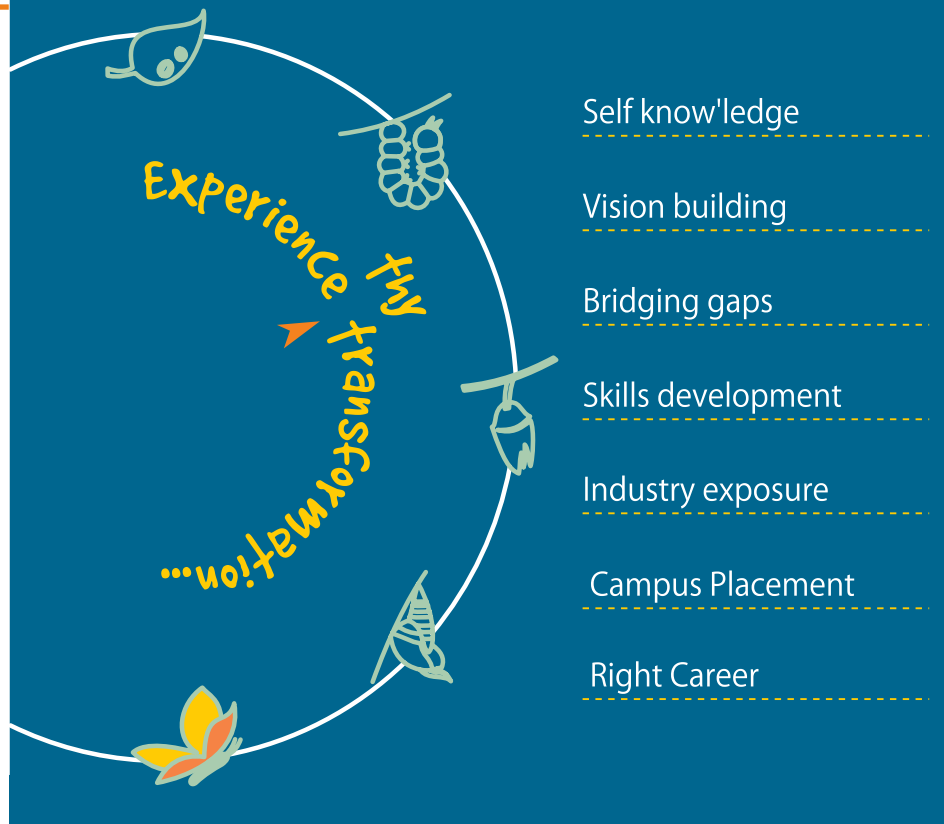 Experience thy transformation...
Self know'ledge
Vision building
Bridging gaps
Skills development
Industry exposure
Campus Placement
Right Career